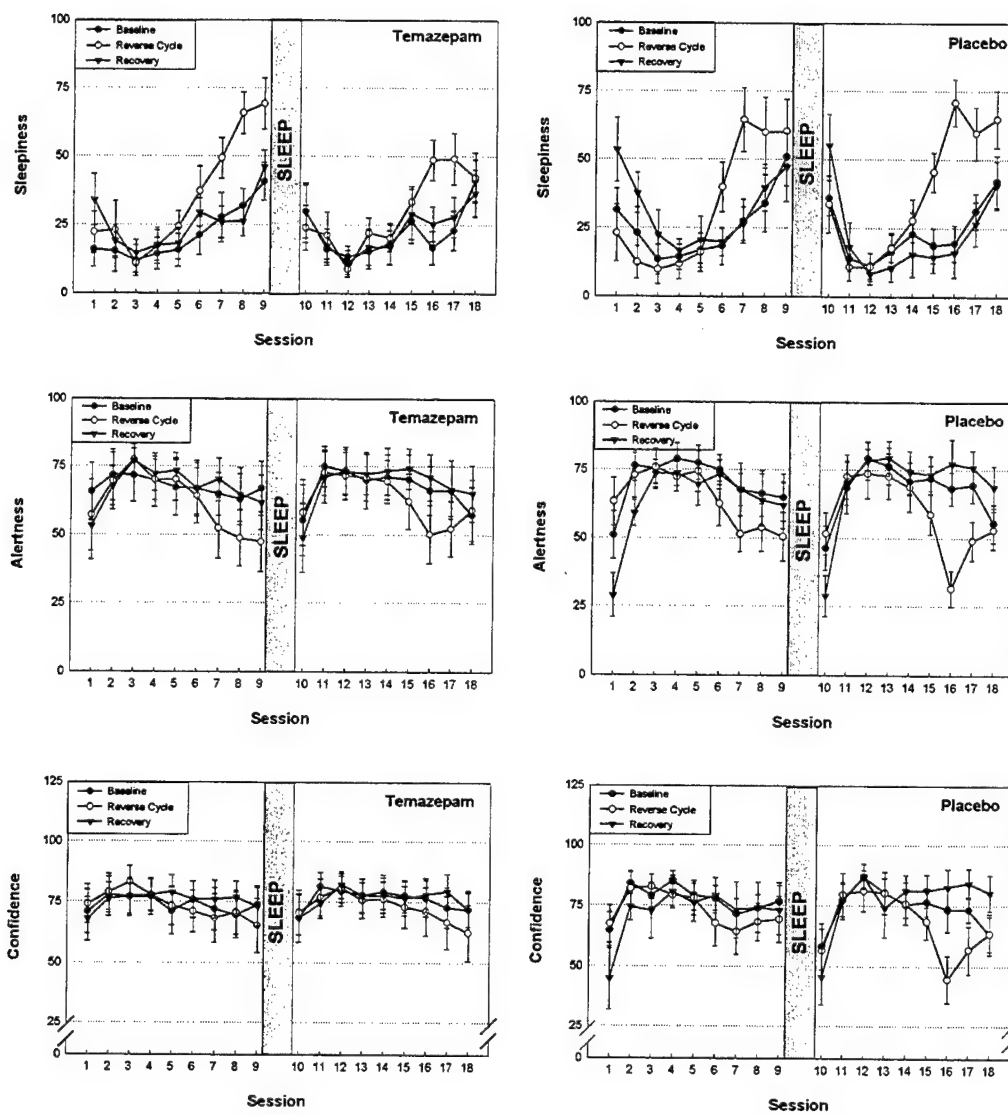 100
75
50
25
0
Sleepiness
Baseline
Reverse Cycle
Recovery
Temazepam
SLEEP
1 2 3 4 5 6 7 8 9 10 11 12 13 14 15 16 17 18
Session
100
75
50
25
0
Sleepiness
Baseline
Reverse Cycle
Recovery
Placebo
SLEEP
1 2 3 4 5 6 7 8 9 10 11 12 13 14 15 16 17 18
Session
100
75
50
25
0
Alertness
Baseline
Reverse Cycle
Recovery
Temazepam
SLEEP
1 2 3 4 5 6 7 8 9 10 11 12 13 14 15 16 17 18
Session
100
75
50
25
0
Alertness
Baseline
Reverse Cycle
Recovery
Placebo
SLEEP
1 2 3 4 5 6 7 8 9 10 11 12 13 14 15 16 17 18
Session
125
100
75
50
25
0
Confidence
Baseline
Reverse Cycle
Recovery
Temazepam
SLEEP
1 2 3 4 5 6 7 8 9 10 11 12 13 14 15 16 17 18
Session
125
100
75
50
25
0
Confidence
Baseline
Reverse Cycle
Recovery
Placebo
SLEEP
1 2 3 4 5 6 7 8 9 10 11 12 13 14 15 16 17 18
Session